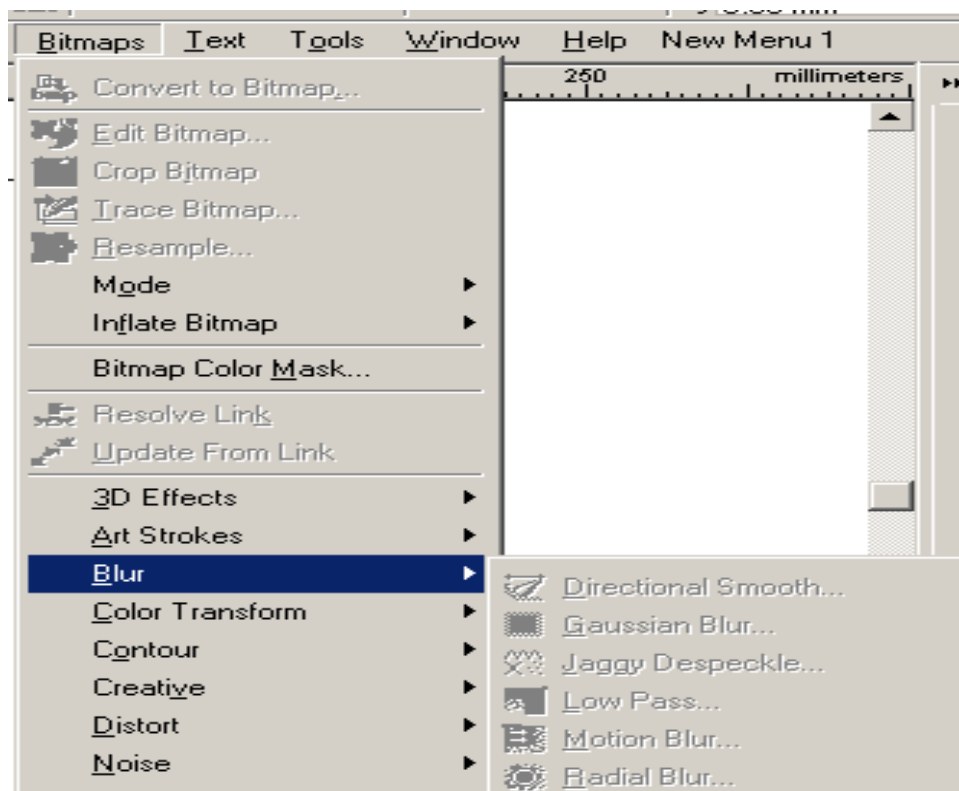 Bitmaps Text Tools Window Help New Menu 1
250 millimeters
Convert to Bitmap...
Edit Bitmap...
Crop Bitmap
Trace Bitmap...
Resample...
Mode
Inflate Bitmap
Bitmap Color Mask...
Resolve Link
Update From Link
3D Effects
Art Strokes
Blur
Directional Smooth...
Color Transform
Gaussian Blur...
Contour
Jaggy Despeckle...
Creative
Low Pass...
Distort
Motion Blur...
Noise
Radial Blur...